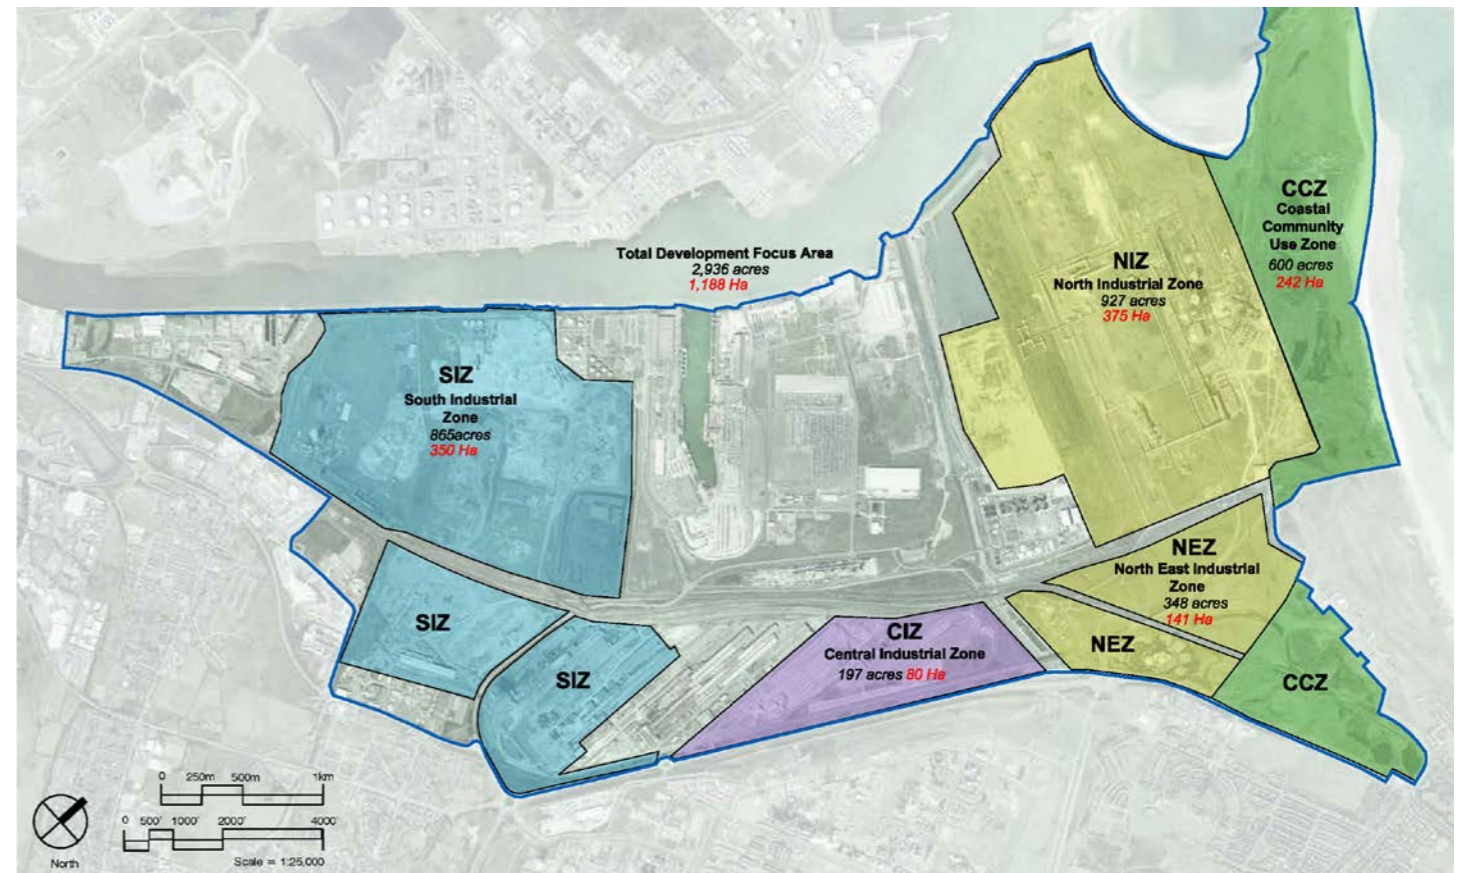 CCZ
Coastal
Community
Use Zone
600 acres
242 Ha
Total Development Focus Area
2,936 acres
1,188 Ha
NIZ
North Industrial Zone
927 acres
375 Ha
SIZ
South Industrial
Zone
865acres
350 Ha
NEZ
North East Industrial
Zone
348 acres
141 Ha
SIZ
CIZ
Central Industrial Zone
197 acres 80 Ha
NEZ
SIZ
CCZ
0 250m 500m 1km
0 500' 1000' 2000' 4000'
Scale = 1:25,000
North